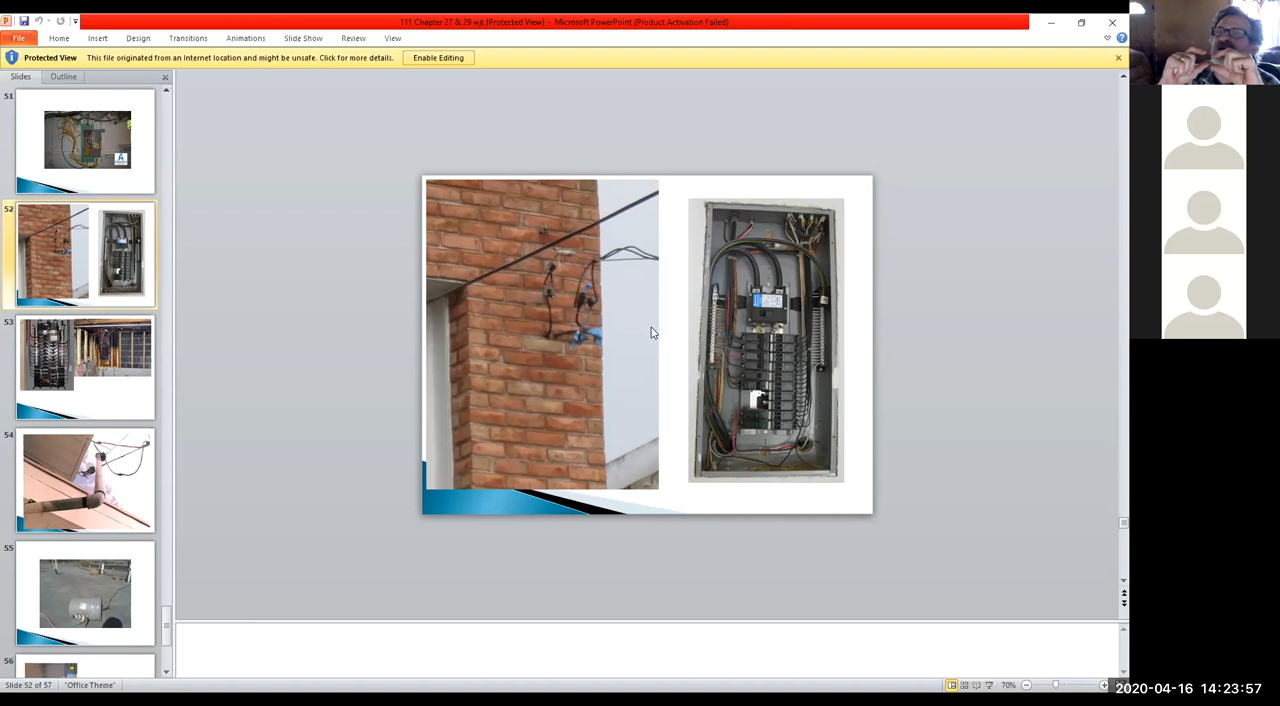 111 Chapter 27 & 29 wjt [Protected View] - Microsoft PowerPoint (Product Activation Failed)
File Home Insert Design Transitions Animations Slide Show Review View
Protected View This file originated from an Internet location and might be unsafe. Click for more details. Enable Editing
Slides Outline
51
A
52
53
54
55
56
Slide 52 of 57 "Office Theme" 70%
2020-04-16 14:23:57